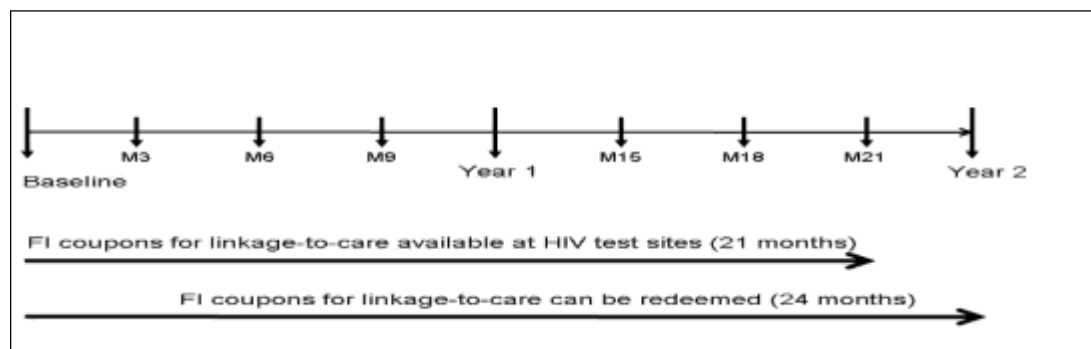 M3 M6 M9 Year 1 M15 M18 M21 Year 2
Baseline
FI coupons for linkage-to-care available at HIV test sites (21 months)
FI coupons for linkage-to-care can be redeemed (24 months)